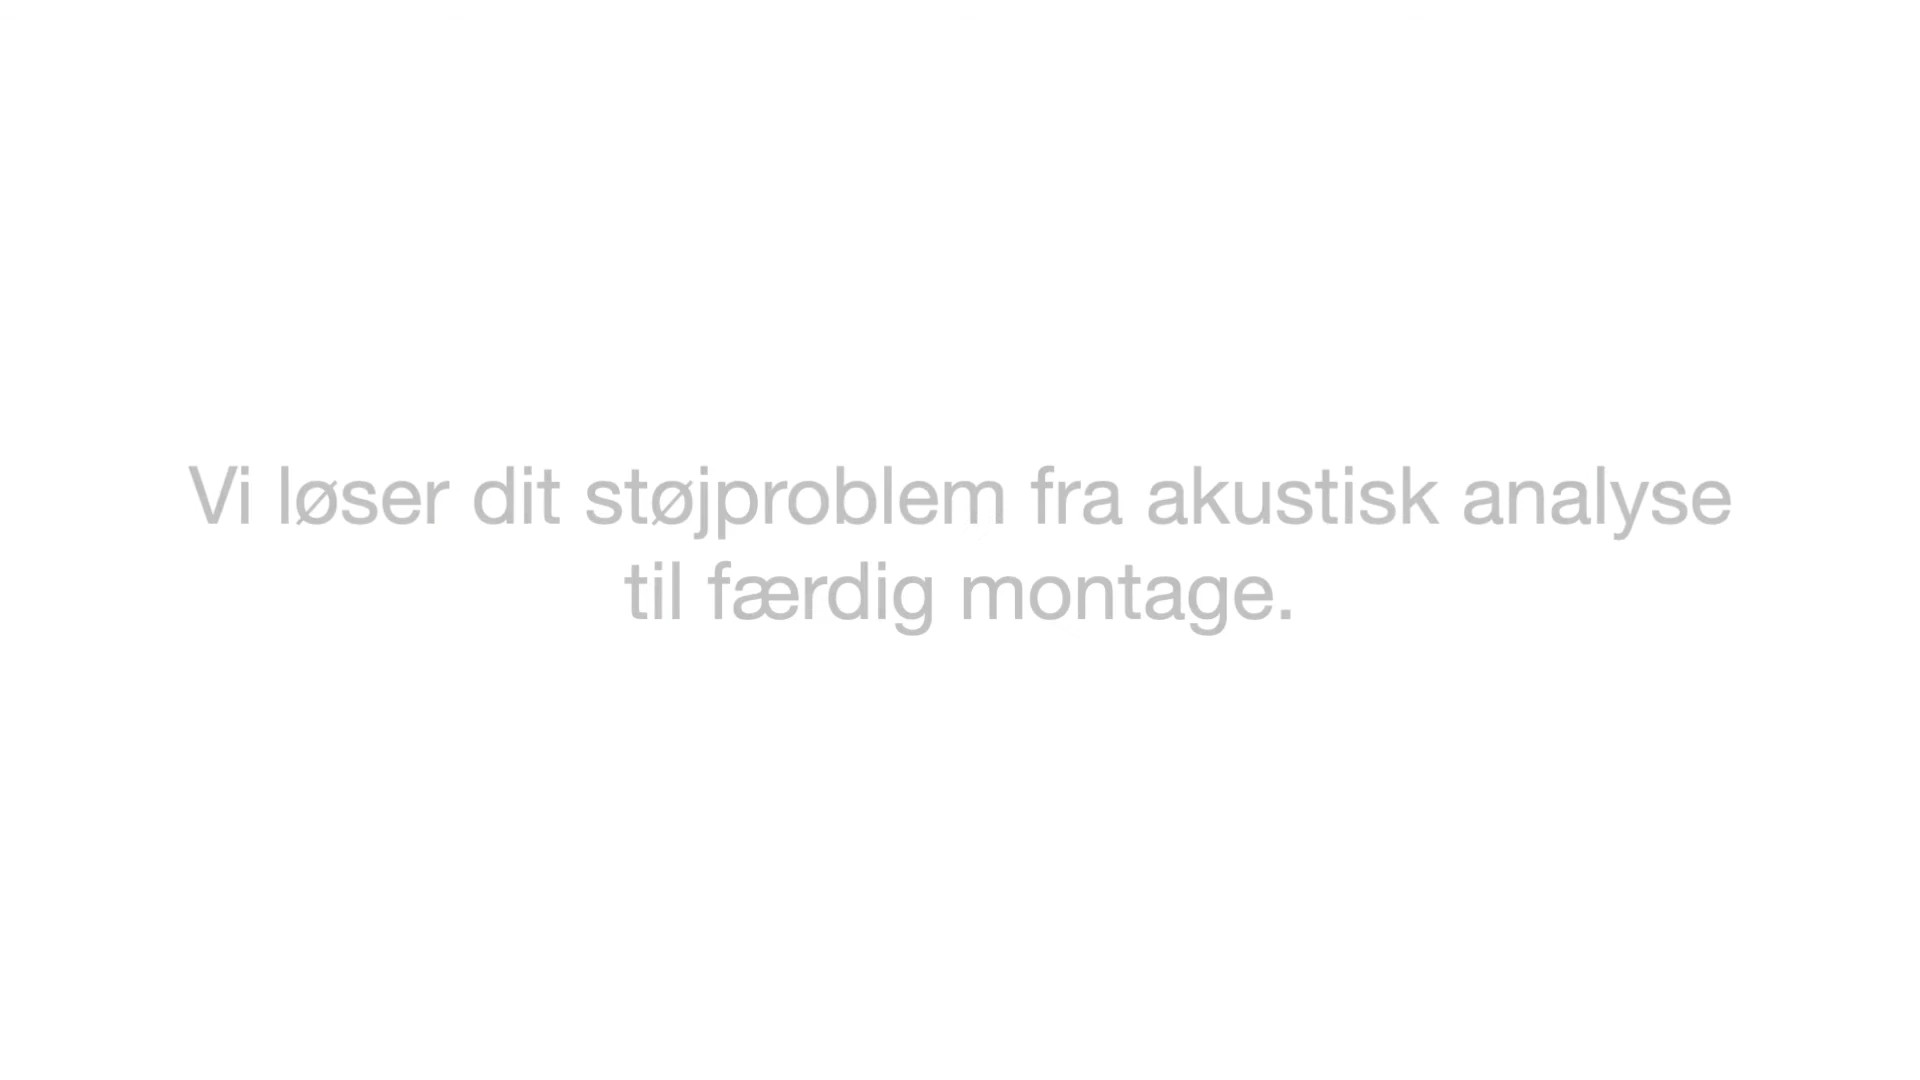 Vi løser dit støjproblem fra akustisk analyse
til færdig montage.